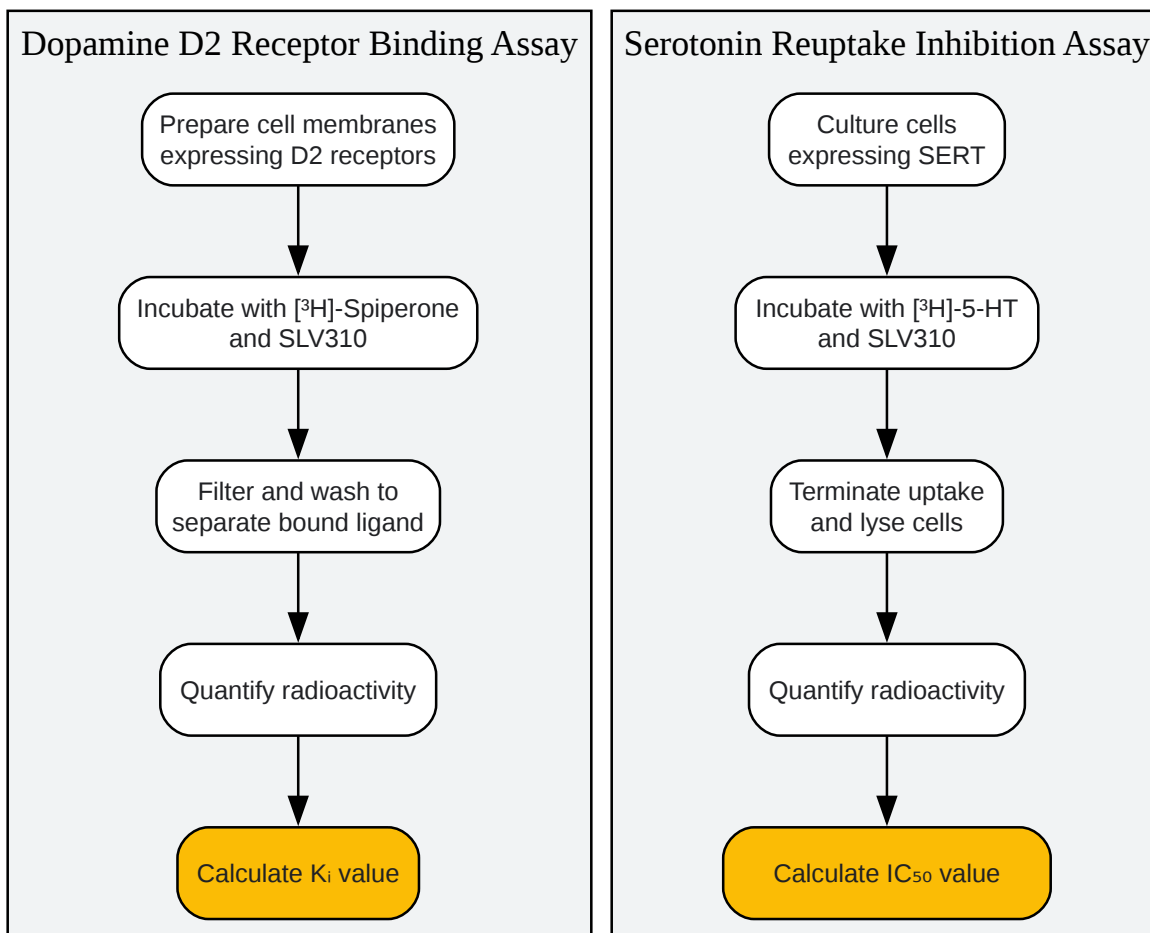 Dopamine D2 Receptor Binding Assay
Prepare cell membranes
expressing D2 receptors
Incubate with [³H]-Spiperone
and SLV310
Filter and wash to
separate bound ligand
Quantify radioactivity
Calculate Kᵢ value
Serotonin Reuptake Inhibition Assay
Culture cells
expressing SERT
Incubate with [³H]-5-HT
and SLV310
Terminate uptake
and lyse cells
Quantify radioactivity
Calculate IC₅₀ value